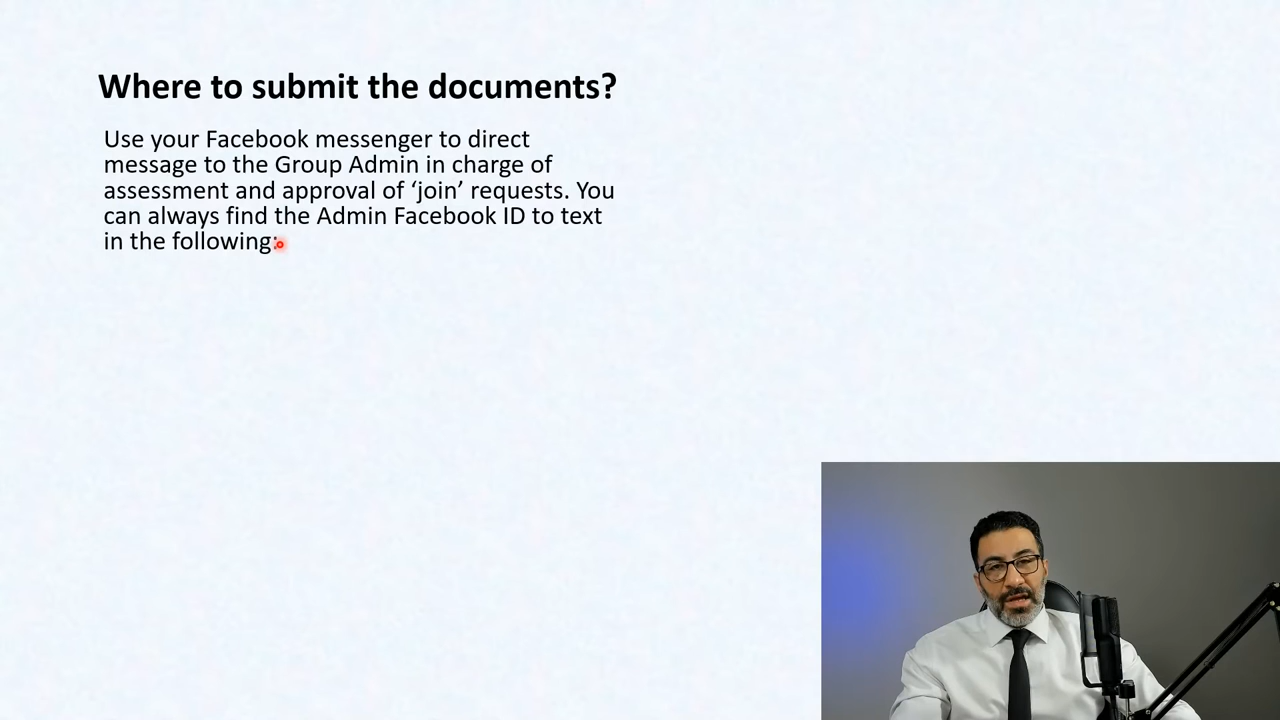 Where to submit the documents?
Use your Facebook messenger to direct
message to the Group Admin in charge of
assessment and approval of ‘join’ requests. You
can always find the Admin Facebook ID to text
in the following: